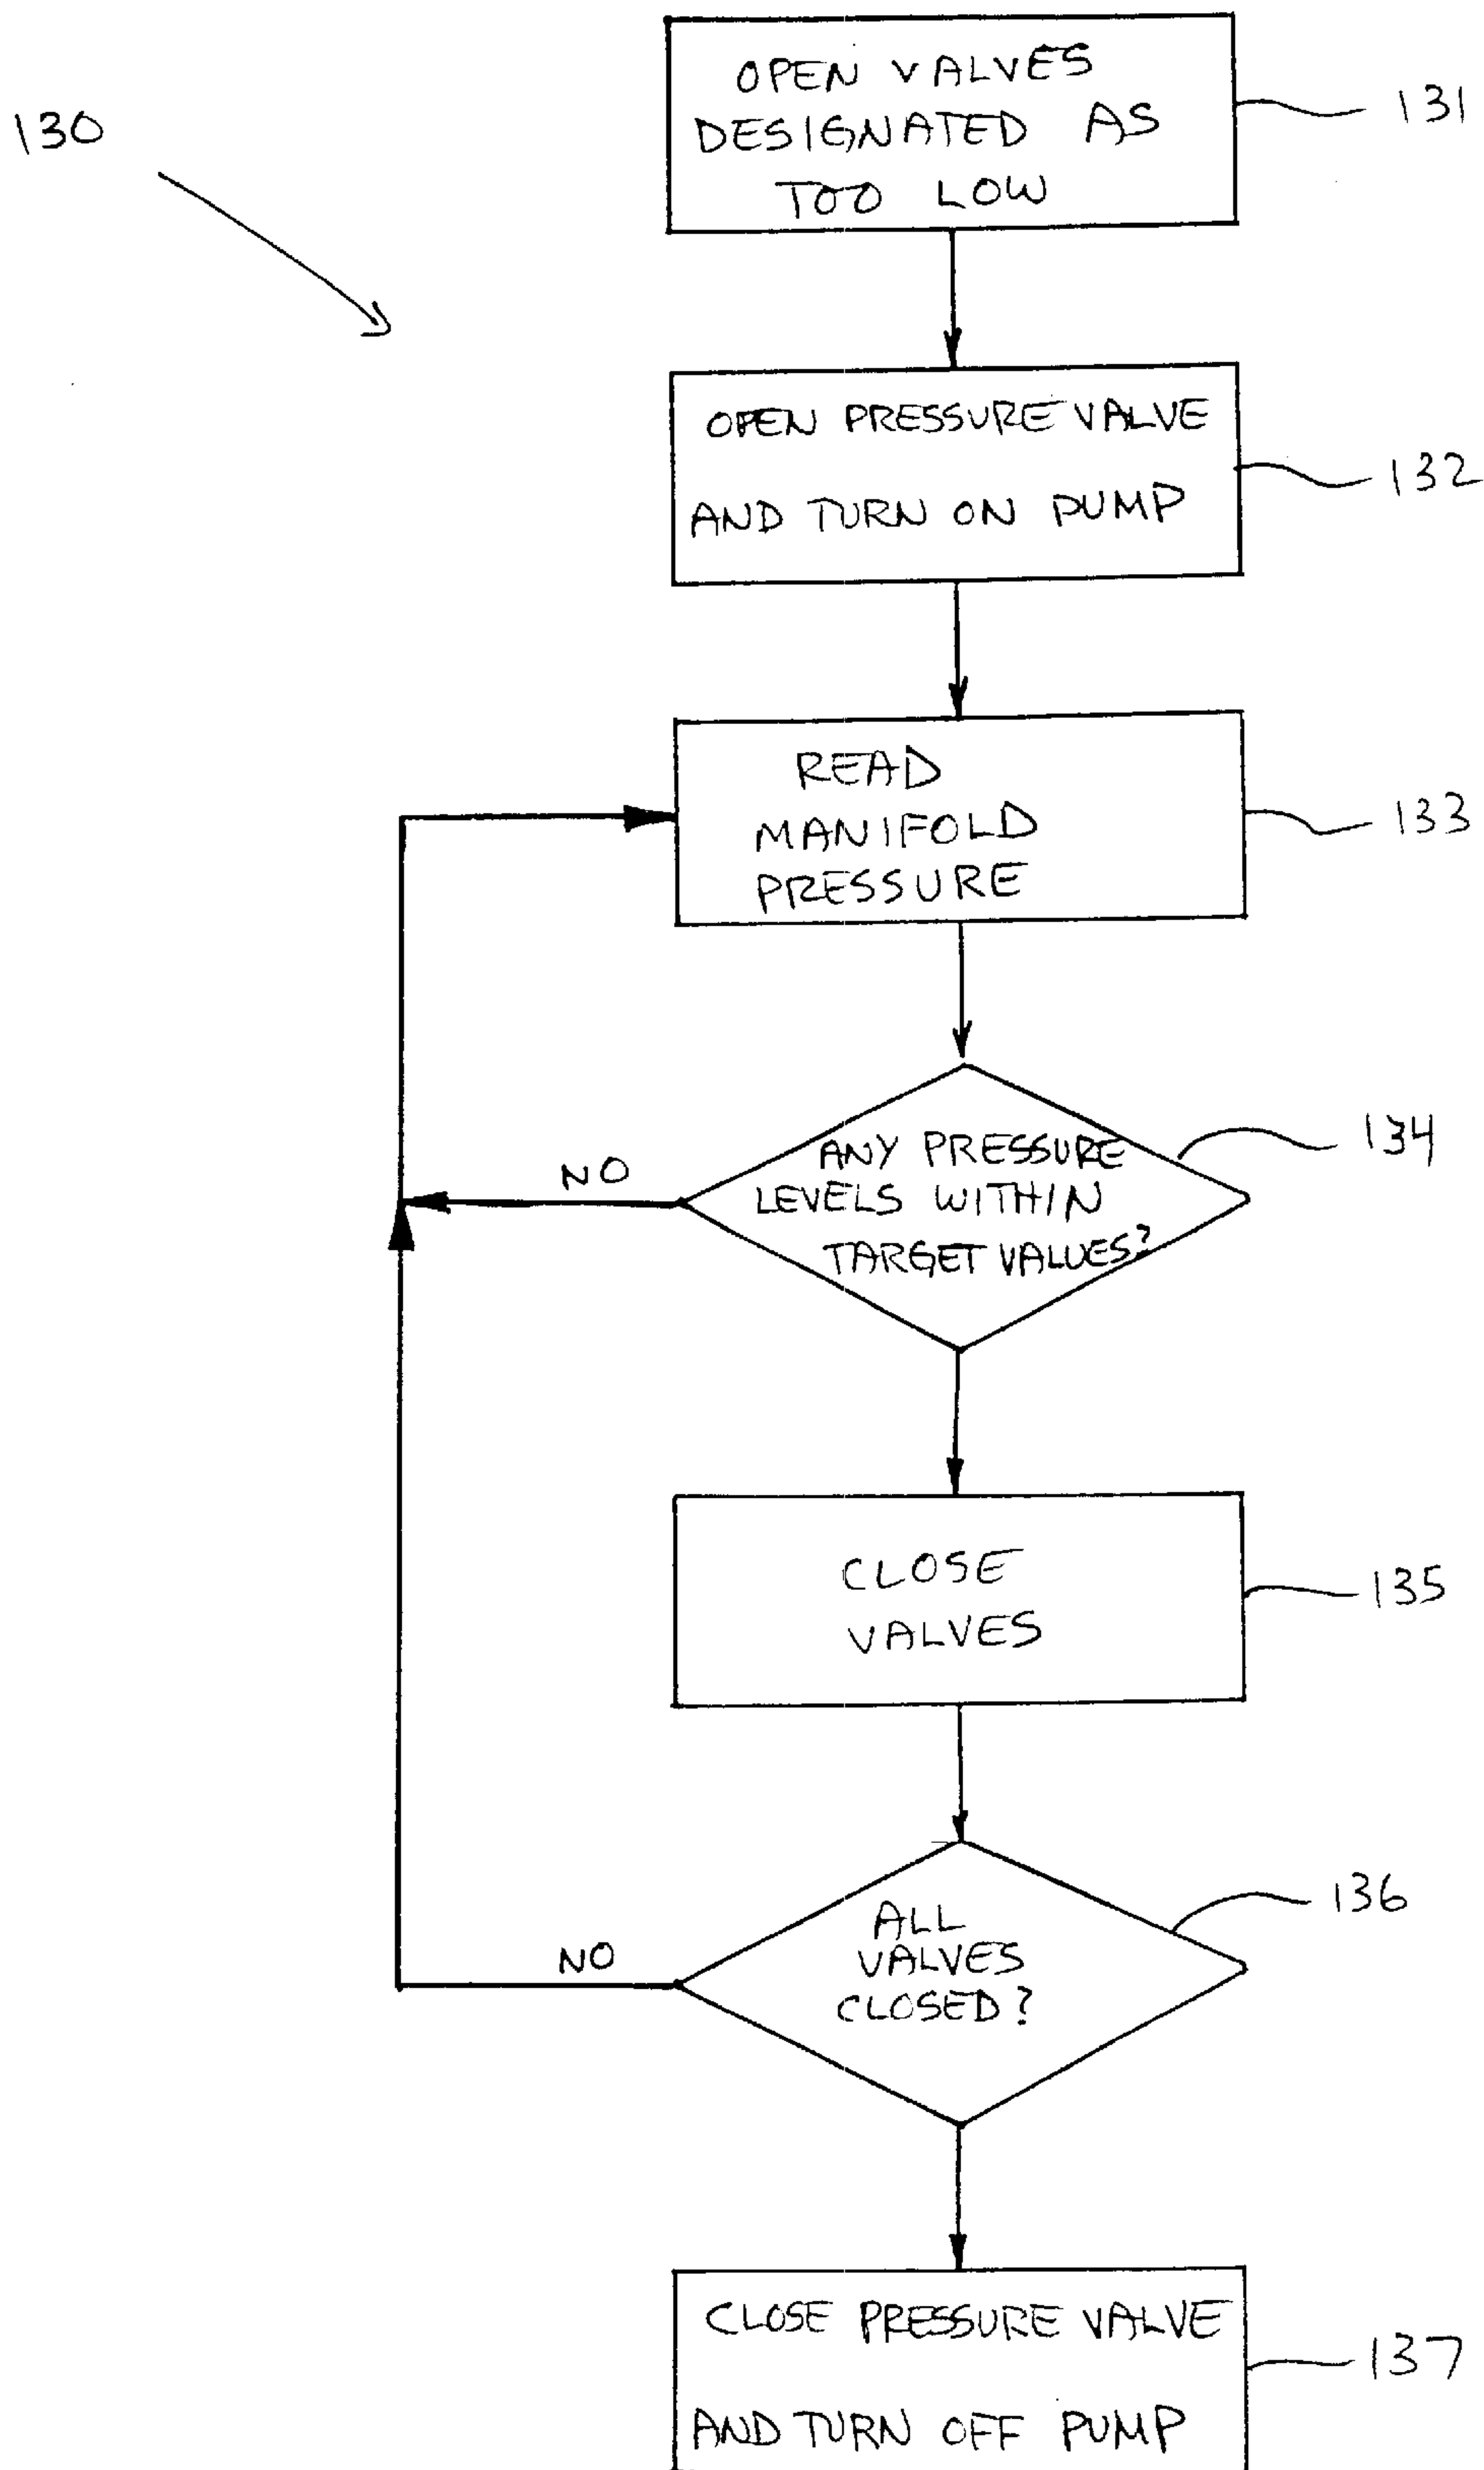 130
OPEN VALVES
DESIGNATED AS
TOO LOW
131
OPEN PRESSURE VALVE
AND TURN ON PUMP
132
READ
MANIFOLD
PRESSURE
133
ANY PRESSURE
LEVELS WITHIN
TARGET VALUES?
134
NO
CLOSE
VALVES
135
ALL
VALVES
CLOSED?
136
NO
CLOSE PRESSURE VALVE
AND TURN OFF PUMP
137